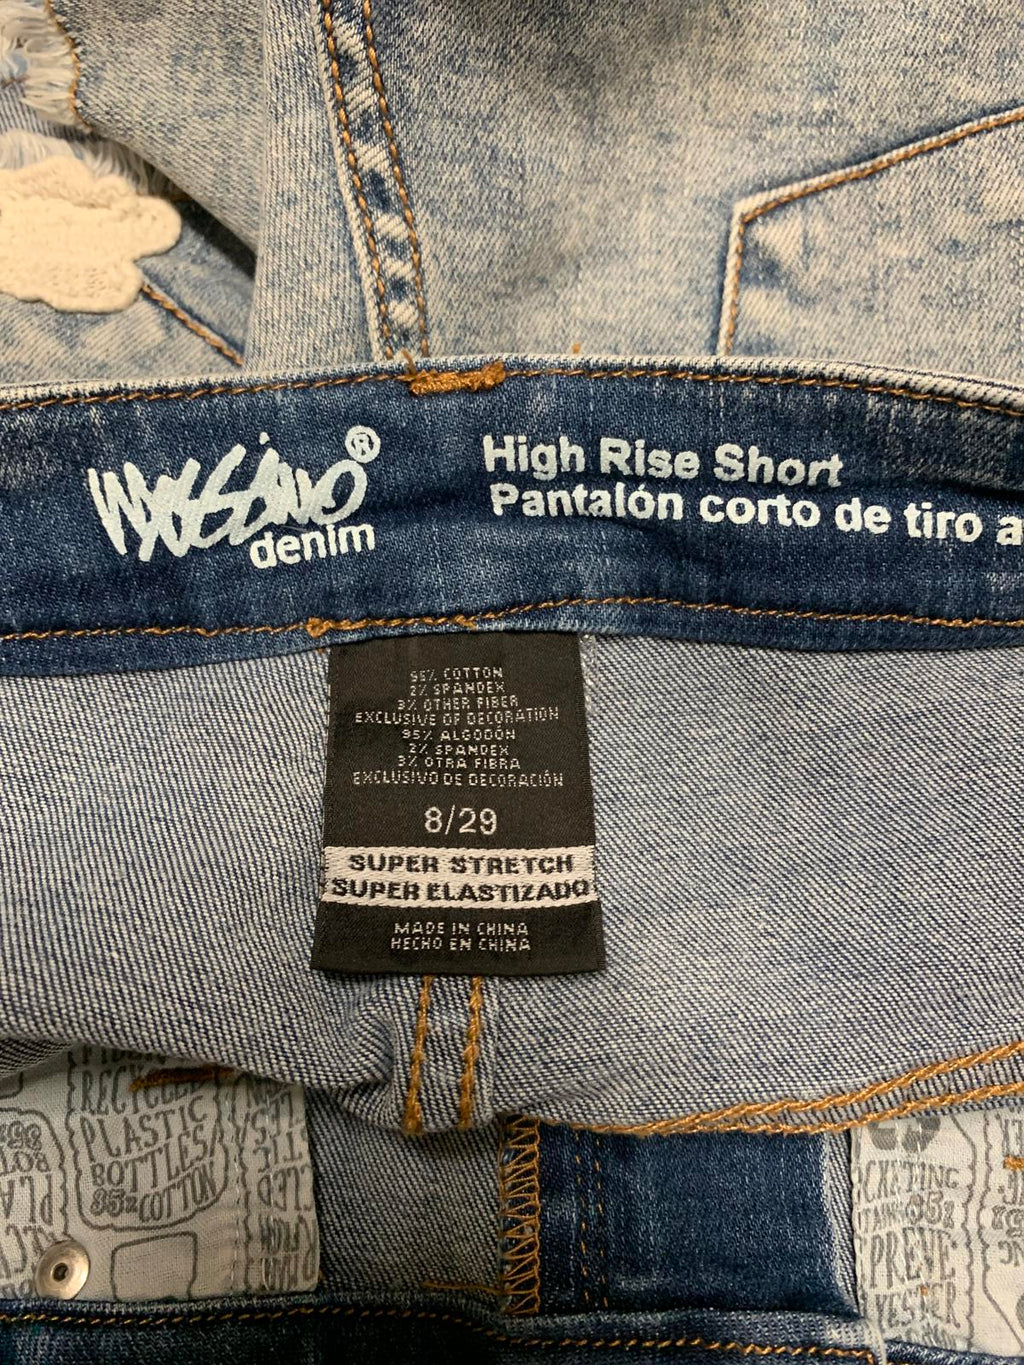 MOSSIMO®
denim
High Rise Short
Pantalón corto de tiro a
95% COTTON
2% SPANDEX
3% OTHER FIBER
EXCLUSIVE OF DECORATION
95% ALGODÓN
2% SPANDEX
3% OTRA FIBRA
EXCLUSIVO DE DECORACIÓN
8/29
SUPER STRETCH
SUPER ELASTIZADO
MADE IN CHINA
HECHO EN CHINA
RECYCLED
PLASTIC
BOTTLES/
35% COTTON